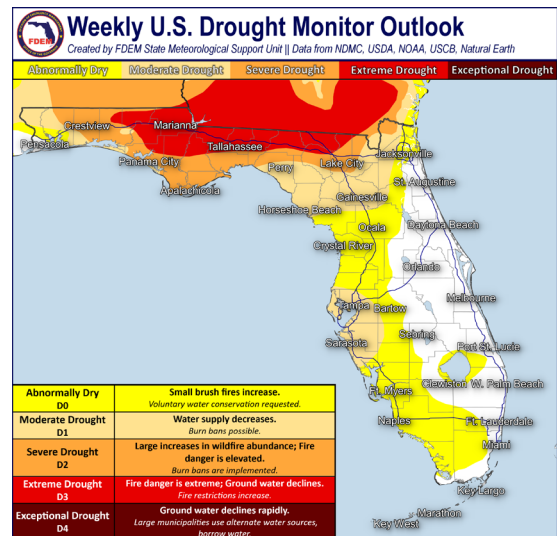 FDEM
Weekly U.S. Drought Monitor Outlook
Created by FDEM State Meteorological Support Unit || Data from NDMC, USDA, NOAA, USCB, Natural Earth
Abnormally Dry Moderate Drought Severe Drought Extreme Drought Exceptional Drought
Crestview
Marianna
Pensacola
Tallahassee
Jacksonville
Panama City
Perry
Lake City
Apalachicola
St. Augustine
Gainesville
Horseshoe Beach
Ocala
Daytona Beach
Crystal River
Orlando
Melbourne
Tampa
Bartow
Sebring
Sarasota
Port St. Lucie
Ft. Myers
Clewiston
W. Palm Beach
Naples
Ft. Lauderdale
Miami
Key Largo
Marathon
Key West
Abnormally Dry
D0
Small brush fires increase.
Voluntary water conservation requested.
Moderate Drought
D1
Water supply decreases.
Burn bans possible.
Severe Drought
D2
Large increases in wildfire abundance; Fire
danger is elevated.
Burn bans are implemented.
Extreme Drought
D3
Fire danger is extreme; Ground water declines.
Fire restrictions increase.
Exceptional Drought
D4
Ground water declines rapidly.
Large municipalities use alternate water sources,
borrow water.